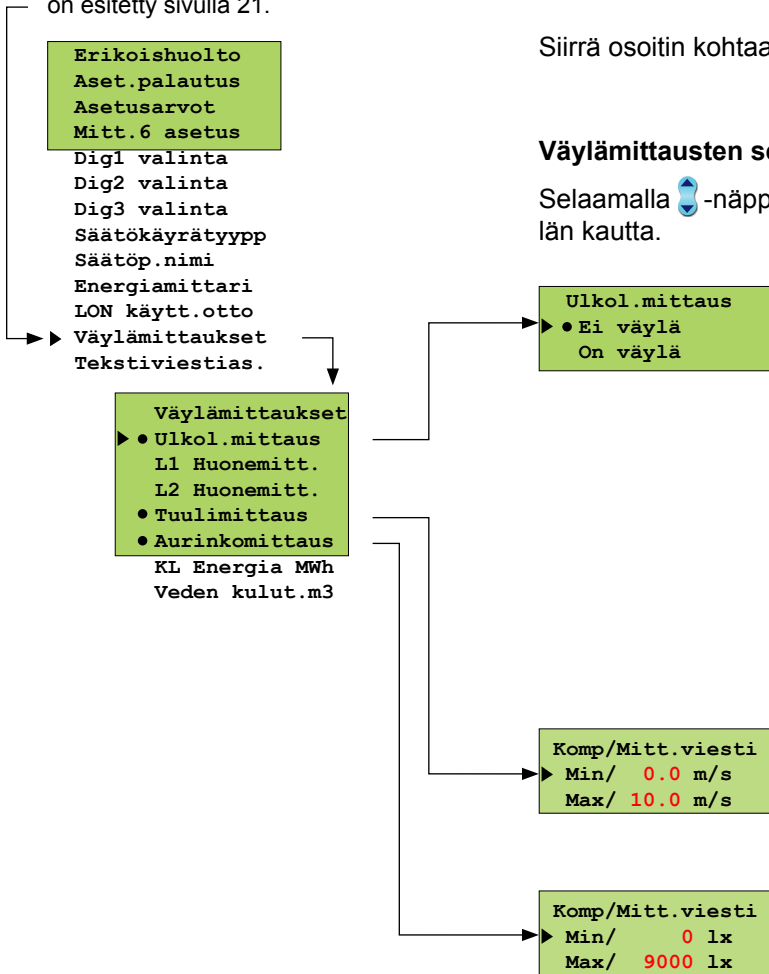 on esitetty sivulla 21.
Erikoishuolto
Aset.palautus
Asetusarvot
Mitt.6 asetus
Dig1 valinta
Dig2 valinta
Dig3 valinta
Säätökäyrätyypp
Säätöp.nimi
Energiamittari
LON käytt.otto
Väylämittaukset
Tekstiviestias.
Väylämittaukset
Ulkol.mittaus
L1 Huonemitt.
L2 Huonemitt.
Tuulimittaus
Aurinkomittaus
KL Energia MWh
Veden kulut.m3
Siirrä osoitin kohtaa
Väylämittausten se
Selaamalla -näpp
län kautta.
Ulkol.mittaus
Ei väylä
On väylä
Komp/Mitt.viesti
Min/ 0.0 m/s
Max/ 10.0 m/s
Komp/Mitt.viesti
Min/ 0 lx
Max/ 9000 lx